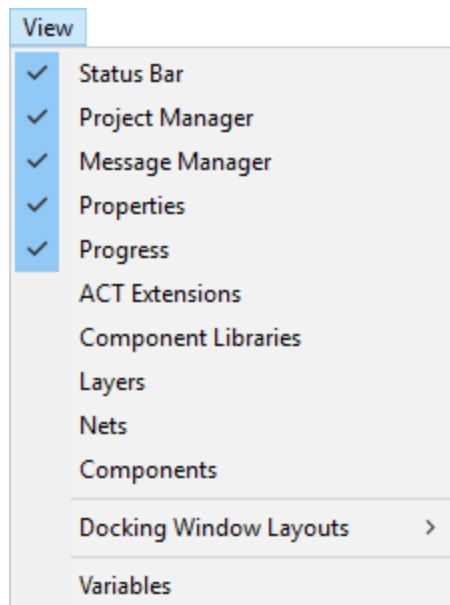 View
Status Bar
Project Manager
Message Manager
Properties
Progress
ACT Extensions
Component Libraries
Layers
Nets
Components
Docking Window Layouts
Variables